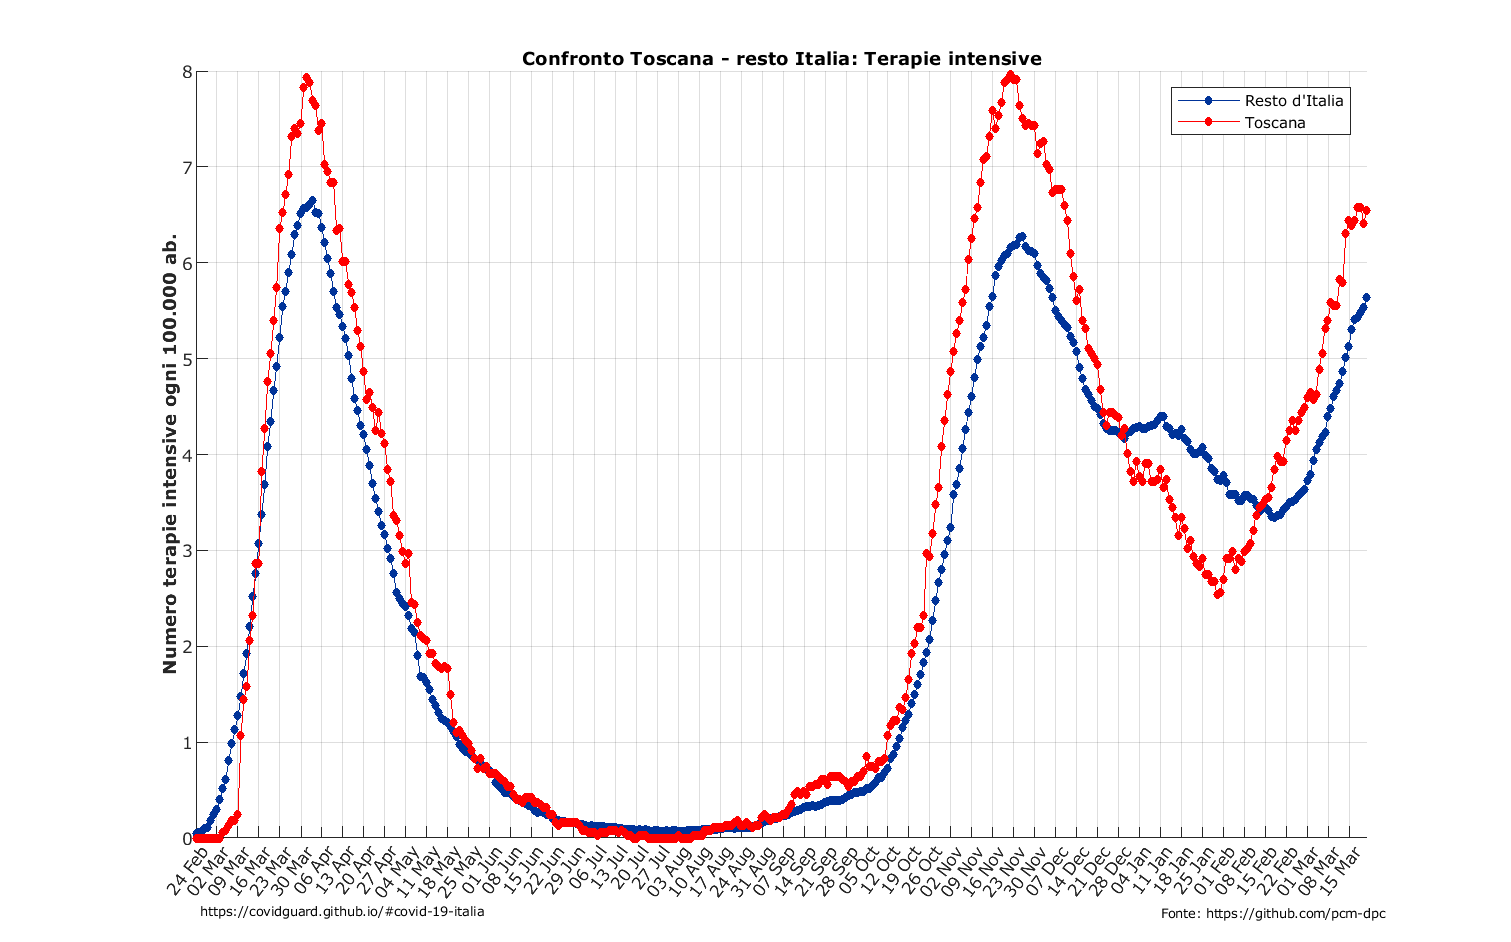 Confronto Toscana - resto Italia: Terapie intensive
Resto d'Italia
Toscana
Numero terapie intensive ogni 100.000 ab.
8
7
6
5
4
3
2
1
0
24 Feb
02 Mar
09 Mar
16 Mar
23 Mar
30 Mar
06 Apr
13 Apr
20 Apr
27 Apr
04 May
11 May
18 May
25 May
01 Jun
08 Jun
15 Jun
22 Jun
29 Jun
06 Jul
13 Jul
20 Jul
27 Jul
03 Aug
10 Aug
17 Aug
24 Aug
31 Aug
07 Sep
14 Sep
21 Sep
28 Sep
05 Oct
12 Oct
19 Oct
26 Oct
02 Nov
09 Nov
16 Nov
23 Nov
30 Nov
07 Dec
14 Dec
21 Dec
28 Dec
04 Jan
11 Jan
18 Jan
25 Jan
01 Feb
08 Feb
15 Feb
22 Feb
01 Mar
08 Mar
15 Mar
https://covidguard.github.io/#covid-19-italia
Fonte: https://github.com/pcm-dpc